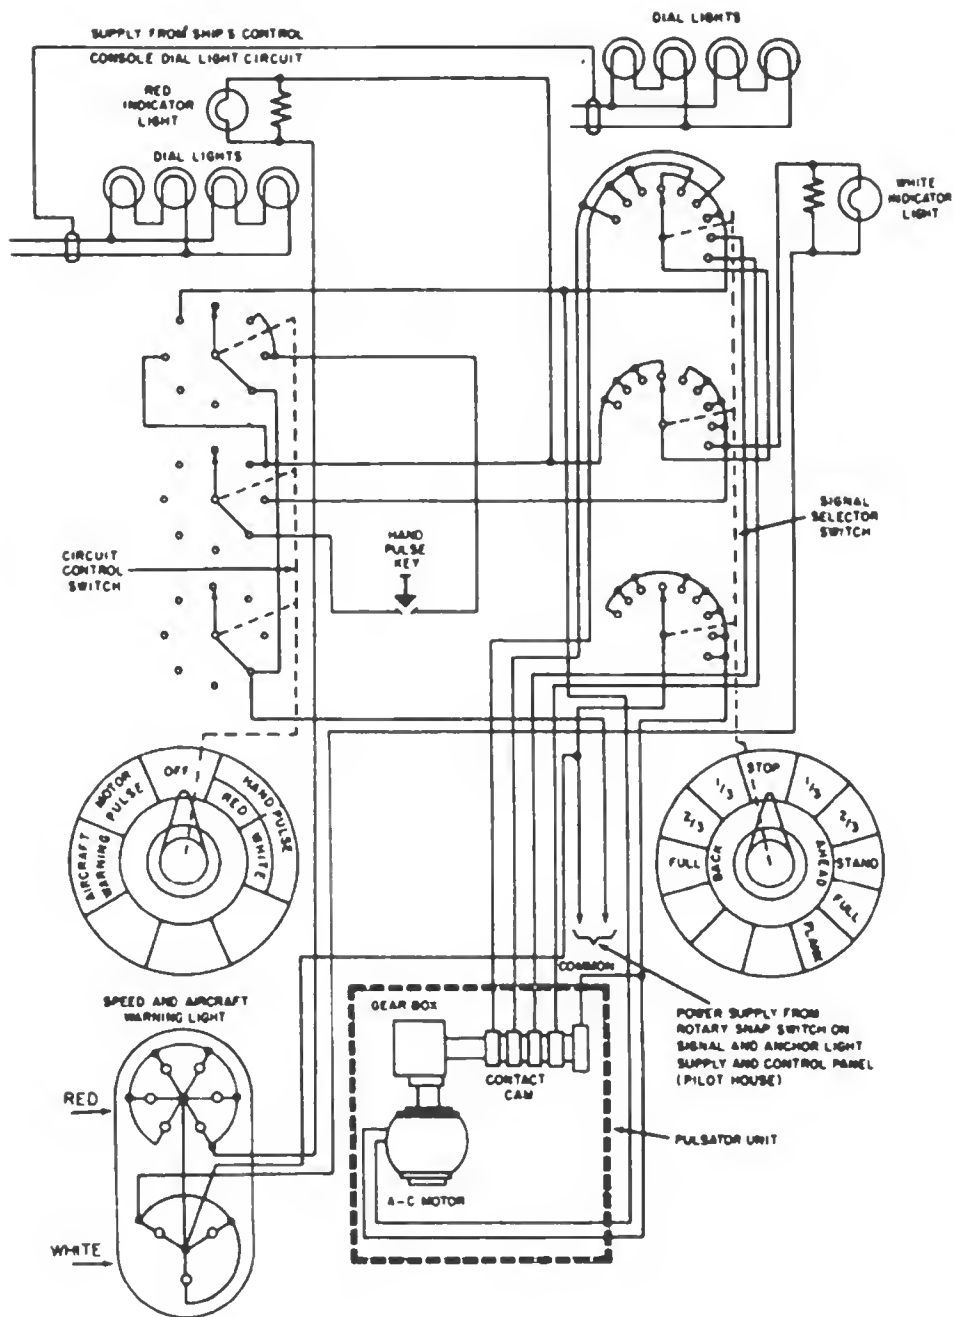 SUPPLY FROM SHIP'S CONTROL
CONSOLE DIAL LIGHT CIRCUIT
DIAL LIGHTS
RED
INDICATOR
LIGHT
DIAL LIGHTS
WHITE
INDICATOR
LIGHT
SIGNAL
SELECTOR
SWITCH
CIRCUIT
CONTROL
SWITCH
HAND
PULSE
KEY
OFF
MOTOR
PULSE
AIRCRAFT
WARNING
HAND PULSE
RED
WHITE
STOP
1/3
2/3
FULL
BACK
1/3
2/3
STAND
FULL
FLANK
AHEAD
COMMON
POWER SUPPLY FROM
ROTARY SNAP SWITCH ON
SIGNAL AND ANCHOR LIGHT
SUPPLY AND CONTROL PANEL
(PILOT HOUSE)
SPEED AND AIRCRAFT
WARNING LIGHT
RED
WHITE
GEAR BOX
CONTACT
CAM
A-C MOTOR
PULSATOR UNIT